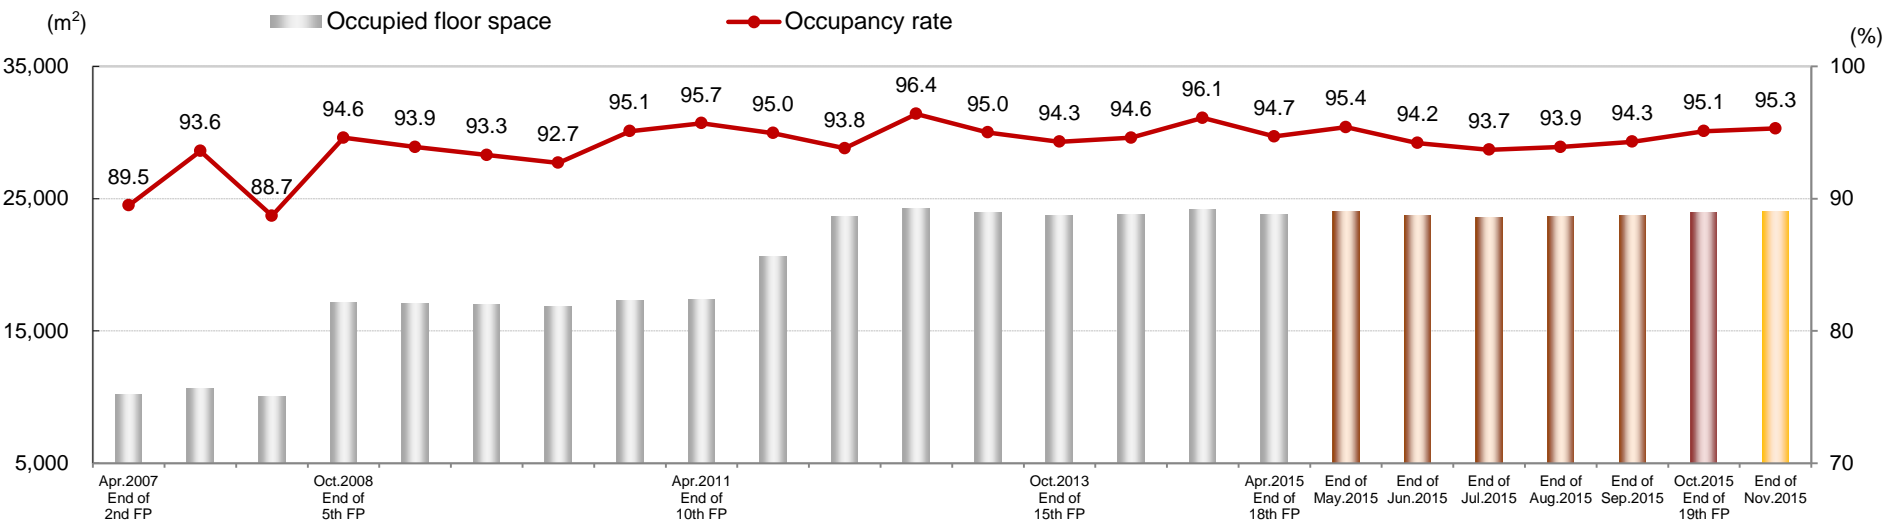 (m²) Occupied floor space Occupancy rate
(%)
35,000 100
25,000 90
15,000 80
5,000 70
89.5 93.6 88.7 94.6 93.9 93.3 92.7 95.1 95.7 95.0 93.8 96.4 95.0 94.3 94.6 96.1 94.7 95.4 94.2 93.7 93.9 94.3 95.1 95.3
Apr.2007
End of
2nd FP
Oct.2008
End of
5th FP
Apr.2011
End of
10th FP
Oct.2013
End of
15th FP
Apr.2015
End of
18th FP
End of
May.2015
End of
Jun.2015
End of
Jul.2015
End of
Aug.2015
End of
Sep.2015
Oct.2015
End of
19th FP
End of
Nov.2015